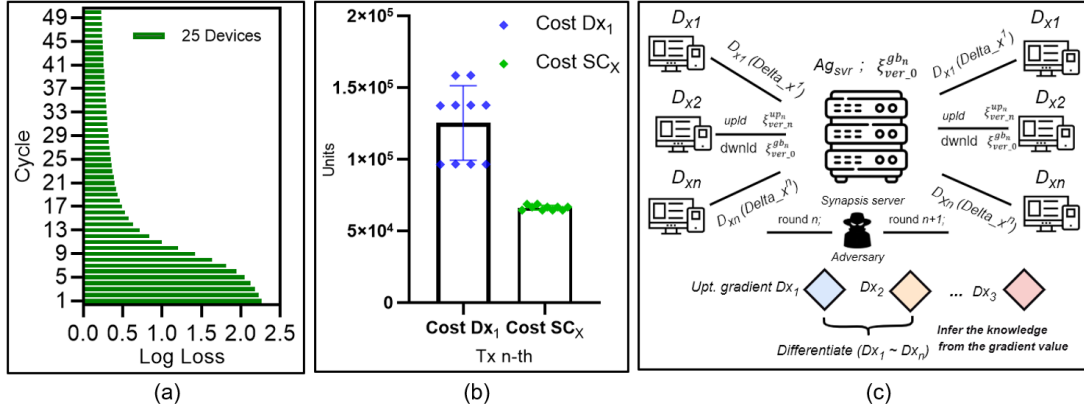 49
45
41
37
33
29
25
21
17
13
9
5
1
Cycle
25 Devices
0.0 0.5 1.0 1.5 2.0 2.5
Log Loss
(a)
2×10⁵
1.5×10⁵
1×10⁵
5×10⁴
0
Units
Cost Dx₁
Cost SCₓ
Cost Dx₁ Cost SCₓ
Tx n-th
(b)
Dₓ₁
Dₓ₁
Dₓ₁ (Delta_x¹)
Ag_svr ; ξ_ver_0^gbₙ
Dₓ₁ (Delta_x¹)
Dₓ2
Dₓ2
upld ξ_ver_n^upₙ
dwnld ξ_ver_0^gbₙ
upld ξ_ver_n^upₙ
dwnld ξ_ver_0^gbₙ
Dₓn
Dₓn
Dₓn (Delta_xⁿ)
Synapsis server
Dₓn (Delta_xⁿ)
round n;
round n+1;
Adversary
Upt. gradient Dx₁ Dx₂ ... Dx₃
Differentiate (Dx₁ ~ Dxₙ)
Infer the knowledge
from the gradient value
(c)